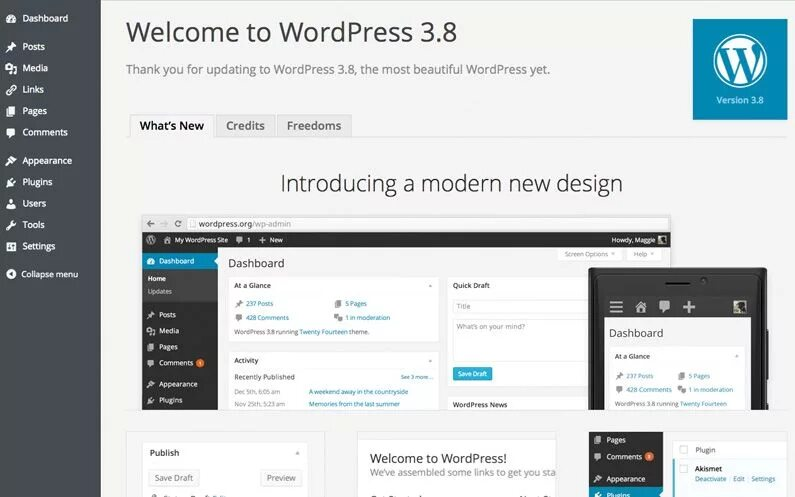 Dashboard
Posts
Media
Links
Pages
Comments
Appearance
Plugins
Users
Tools
Settings
Collapse menu
Welcome to WordPress 3.8
Thank you for updating to WordPress 3.8, the most beautiful WordPress yet.
Version 3.8
What's New
Credits
Freedoms
Introducing a modern new design
wordpress.org/wp-admin
My WordPress Site
1
New
Howdy, Maggie
Dashboard
Home
Updates
Posts
Media
Pages
Comments 1
Appearance
Plugins
Dashboard
Screen Options
Help
At a Glance
237 Posts
5 Pages
428 Comments
1 in moderation
WordPress 3.8 running Twenty Fourteen theme.
Activity
Recently Published
See 3 more...
Dec 5th, 6:05 am
A weekend away in the countryside
Nov 25th, 5:23 am
Memories from the last summer
Quick Draft
Title
What's on your mind?
Save Draft
WordPress News
Dashboard
At a Glance
237 Posts
5 Pages
428 Comments
1 in moderation
WordPress 3.8 running Twenty Fourteen
Publish
Save Draft
Preview
Welcome to WordPress!
We've assembled some links to get you sta
Pages
Comments
Appearance
Plugins
Plugin
Akismet
Deactivate
Edit
Settings